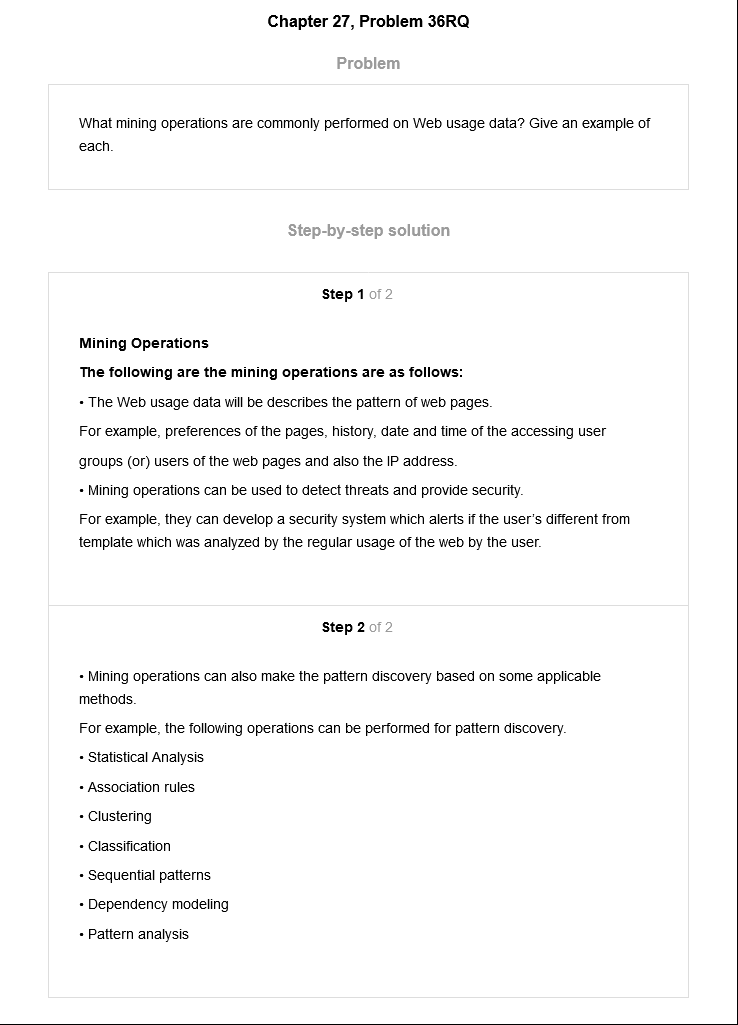 Chapter 27, Problem 36RQ
Problem
What mining operations are commonly performed on Web usage data? Give an example of
each.
Step-by-step solution
Step 1 of 2
Mining Operations
The following are the mining operations are as follows:
• The Web usage data will be describes the pattern of web pages.
For example, preferences of the pages, history, date and time of the accessing user
groups (or) users of the web pages and also the IP address.
• Mining operations can be used to detect threats and provide security.
For example, they can develop a security system which alerts if the user’s different from
template which was analyzed by the regular usage of the web by the user.
Step 2 of 2
• Mining operations can also make the pattern discovery based on some applicable
methods.
For example, the following operations can be performed for pattern discovery.
• Statistical Analysis
• Association rules
• Clustering
• Classification
• Sequential patterns
• Dependency modeling
• Pattern analysis